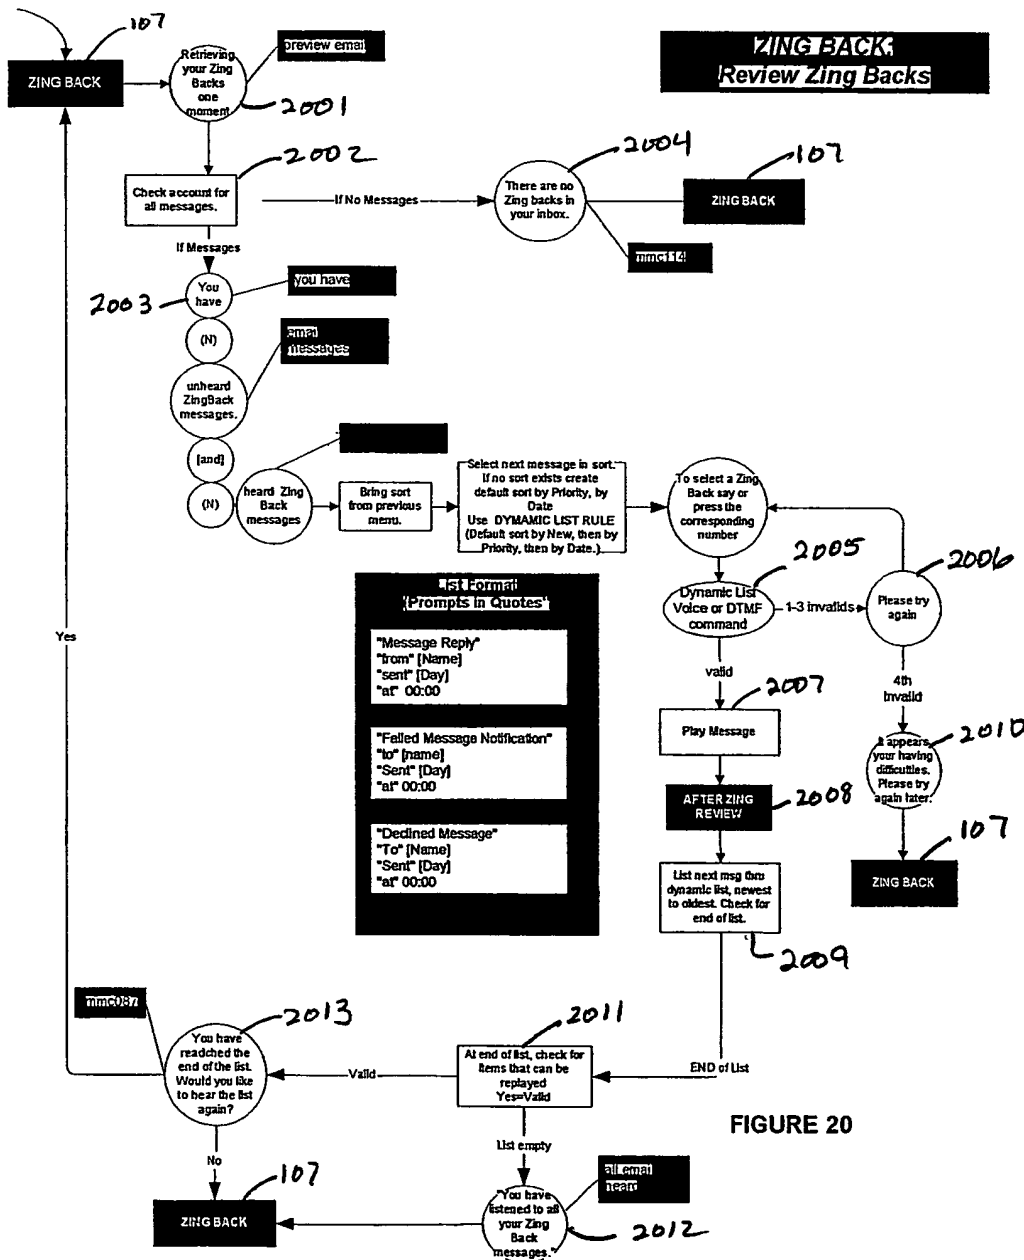 107
preview email
ZING BACK:
Review Zing Backs
ZING BACK
Retrieving
your Zing
Backs
one
moment
2001
2002
2004
107
Check account for
all messages.
If No Messages
There are no
Zing backs in
your inbox.
ZING BACK
mmc114
If Messages
2003
You
have
you have
(N)
email
messages
unheard
ZingBack
messages.
[and]
(N)
heard Zing
Back
messages
Bring sort
from previous
menu.
Select next message in sort.
If no sort exists create
default sort by Priority, by
Date
Use DYMAMIC LIST RULE
(Default sort by New, then by
Priority, then by Date.)
To select a Zing
Back say or
press the
corresponding
number
2005
2006
Dynamic List
Voice or DTMF
command
1-3 invalids
Please try
again
List Format
(Prompts in Quotes"
"Message Reply"
"from" [Name]
"sent" [Day]
"at" 00:00
"Failed Message Notification"
"to" [name]
"Sent" [Day]
"at" 00:00
"Declined Message"
"To" [Name]
"Sent" [Day]
"at" 00:00
Yes
valid
4th
Invalid
2007
Play Message
2010
It appears
your having
difficulties.
Please try
again later.
AFTER ZING
REVIEW
2008
107
List next msg thru
dynamic list, newest
to oldest. Check for
end of list.
ZING BACK
2009
mmc087
2013
You have
readched the
end of the list.
Would you like
to hear the list
again?
Valid
2011
At end of list, check for
items that can be
replayed
Yes=Valid
END of List
FIGURE 20
No
List empty
107
ZING BACK
all email
heard
"You have
listened to all
your Zing
Back
messages."
2012